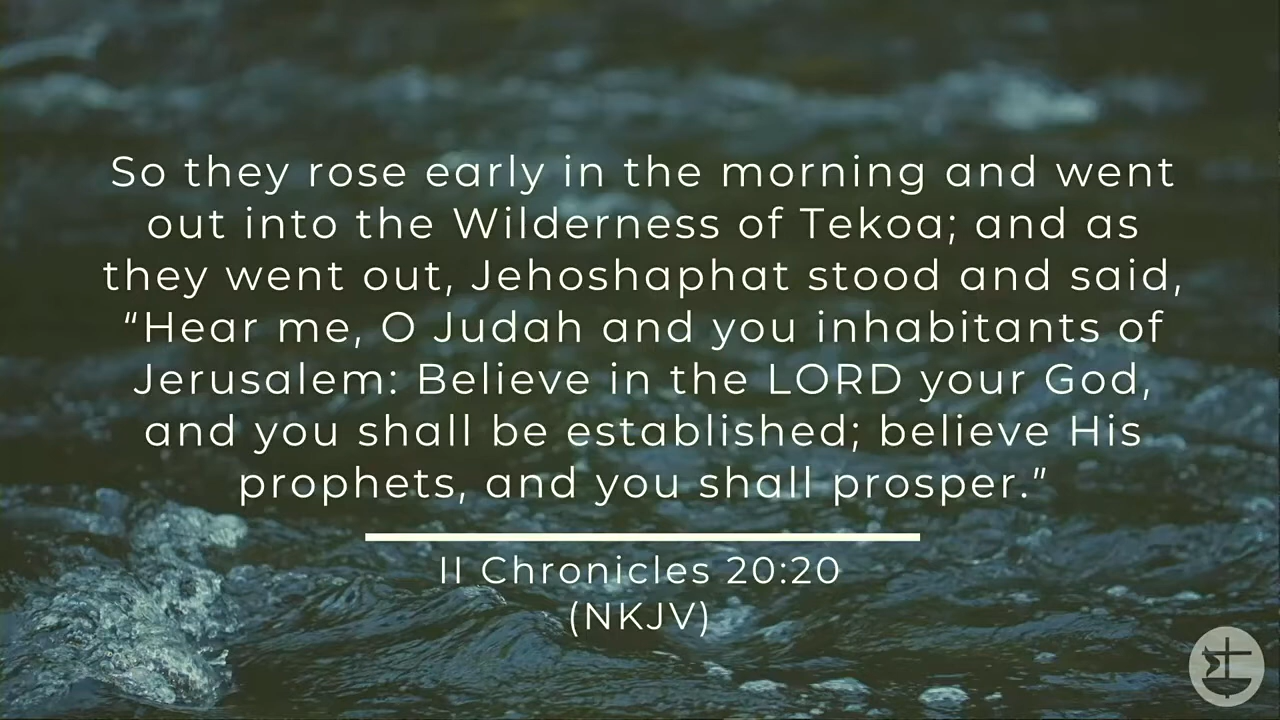 So they rose early in the morning and went
out into the Wilderness of Tekoa; and as
they went out, Jehoshaphat stood and said,
“Hear me, O Judah and you inhabitants of
Jerusalem: Believe in the LORD your God,
and you shall be established; believe His
prophets, and you shall prosper.”
II Chronicles 20:20
(NKJV)